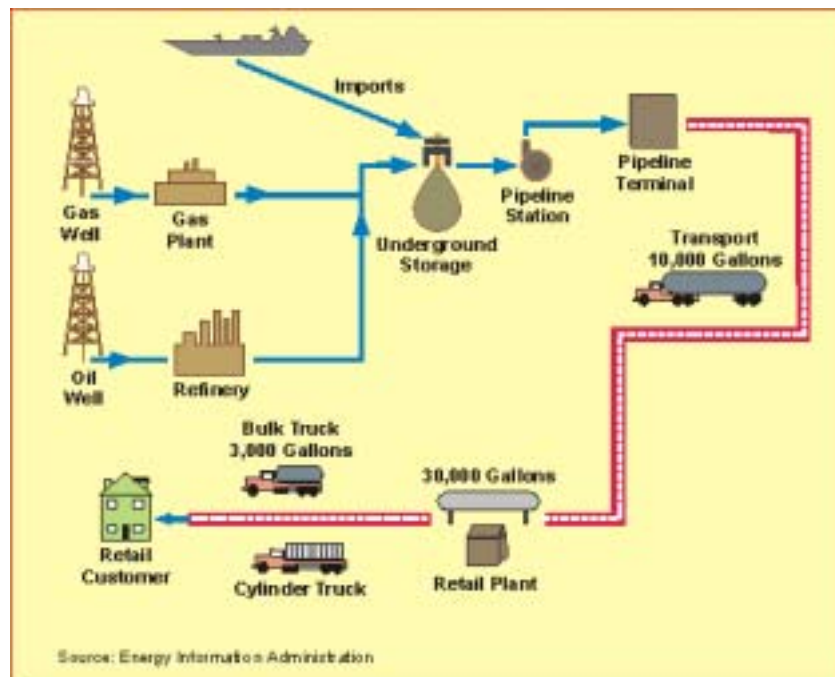 Imports
Gas
Well
Gas
Plant
Underground
Storage
Pipeline
Station
Pipeline
Terminal
Transport
10,000 Gallons
Oil
Well
Refinery
Bulk Truck
3,000 Gallons
30,000 Gallons
Retail
Customer
Cylinder Truck
Retail Plant
Source: Energy Information Administration